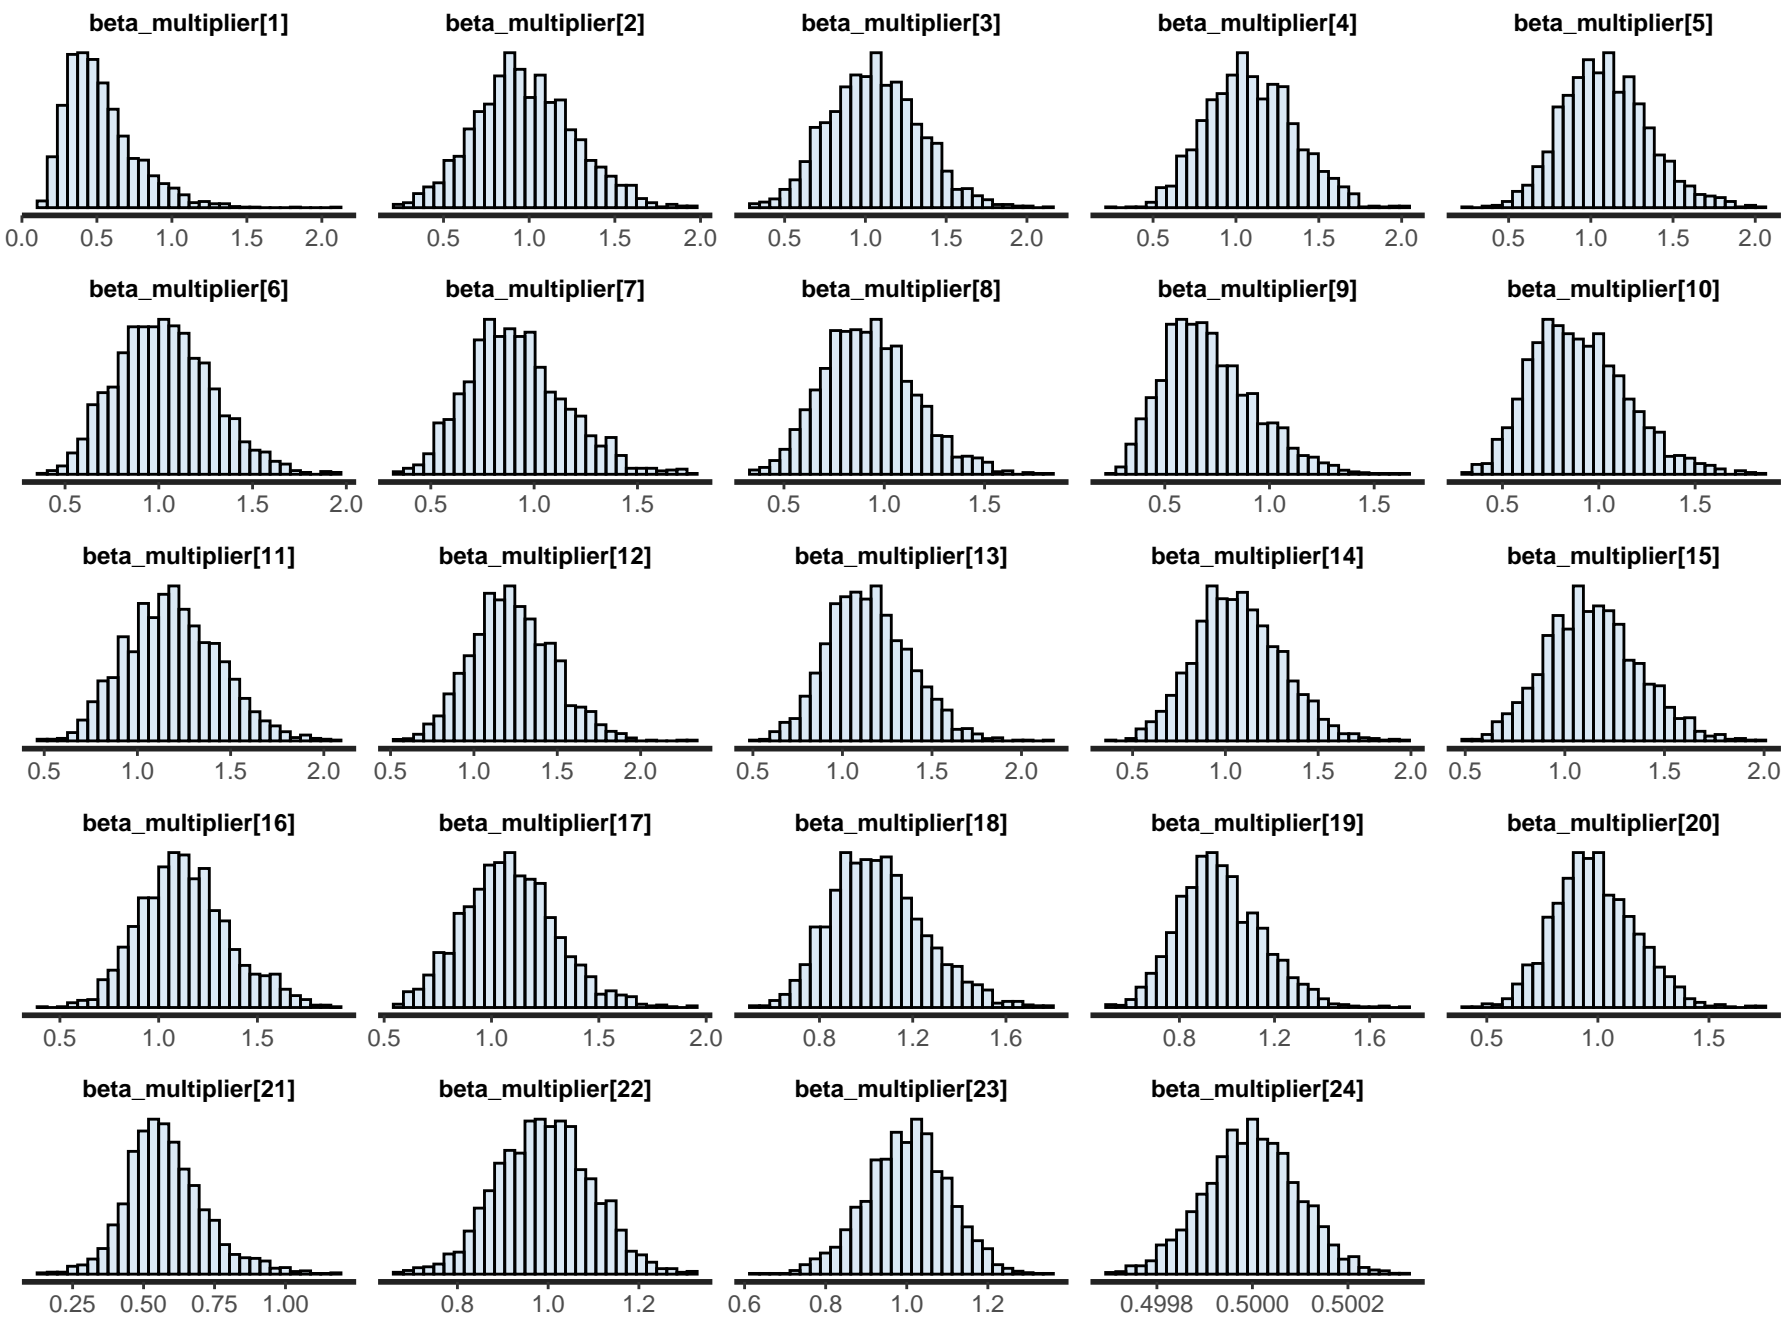 beta_multiplier[1] beta_multiplier[2] beta_multiplier[3] beta_multiplier[4] beta_multiplier[5]
0.0 0.5 1.0 1.5 2.0 0.5 1.0 1.5 2.0 0.5 1.0 1.5 2.0 0.5 1.0 1.5 2.0 0.5 1.0 1.5 2.0
beta_multiplier[6] beta_multiplier[7] beta_multiplier[8] beta_multiplier[9] beta_multiplier[10]
0.5 1.0 1.5 2.0 0.5 1.0 1.5 0.5 1.0 1.5 0.5 1.0 1.5 0.5 1.0 1.5
beta_multiplier[11] beta_multiplier[12] beta_multiplier[13] beta_multiplier[14] beta_multiplier[15]
0.5 1.0 1.5 2.0 0.5 1.0 1.5 2.0 0.5 1.0 1.5 2.0 0.5 1.0 1.5 2.0 0.5 1.0 1.5 2.0
beta_multiplier[16] beta_multiplier[17] beta_multiplier[18] beta_multiplier[19] beta_multiplier[20]
0.5 1.0 1.5 0.5 1.0 1.5 2.0 0.8 1.2 1.6 0.8 1.2 1.6 0.5 1.0 1.5
beta_multiplier[21] beta_multiplier[22] beta_multiplier[23] beta_multiplier[24]
0.25 0.50 0.75 1.00 0.8 1.0 1.2 0.6 0.8 1.0 1.2 0.4998 0.5000 0.5002